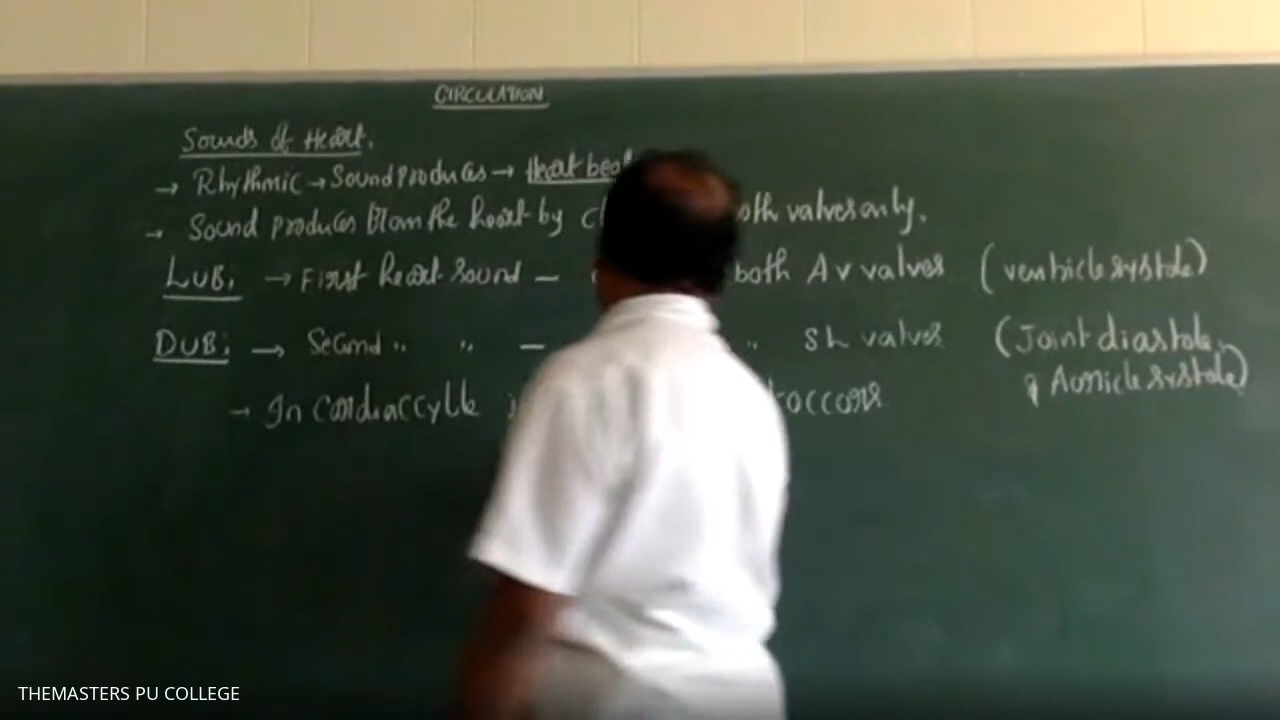 CIRCULATION
Sounds of Heart:
→ Rhythmic → Sound Produces → Heart beat
→ Sound produces from the heart by both valves only.
LUB: → First heart Sound — both AV valves (ventricle systole)
DUB: → Second " " — " SL valves (Joint diastole
& Auricle systole)
→ In Cardiac cycle to occurs
THEMASTERS PU COLLEGE